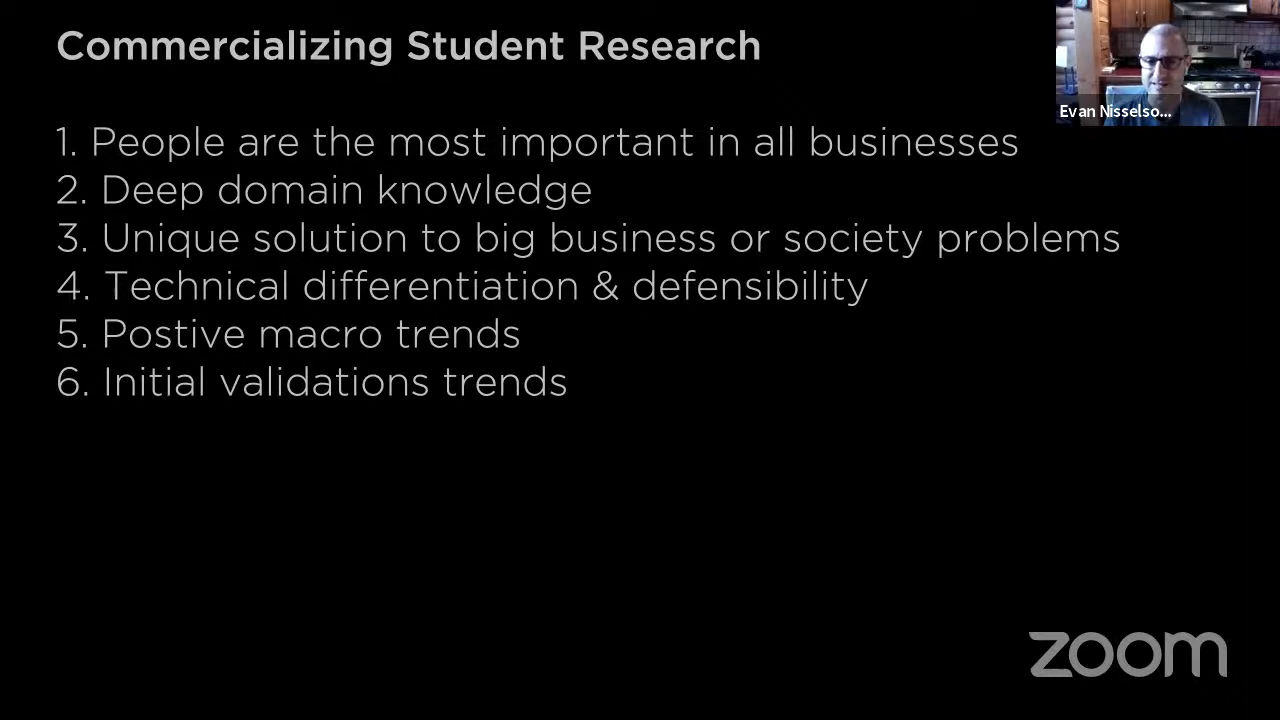 Commercializing Student Research
Evan Nisselso...
1. People are the most important in all businesses
2. Deep domain knowledge
3. Unique solution to big business or society problems
4. Technical differentiation & defensibility
5. Postive macro trends
6. Initial validations trends
zoom